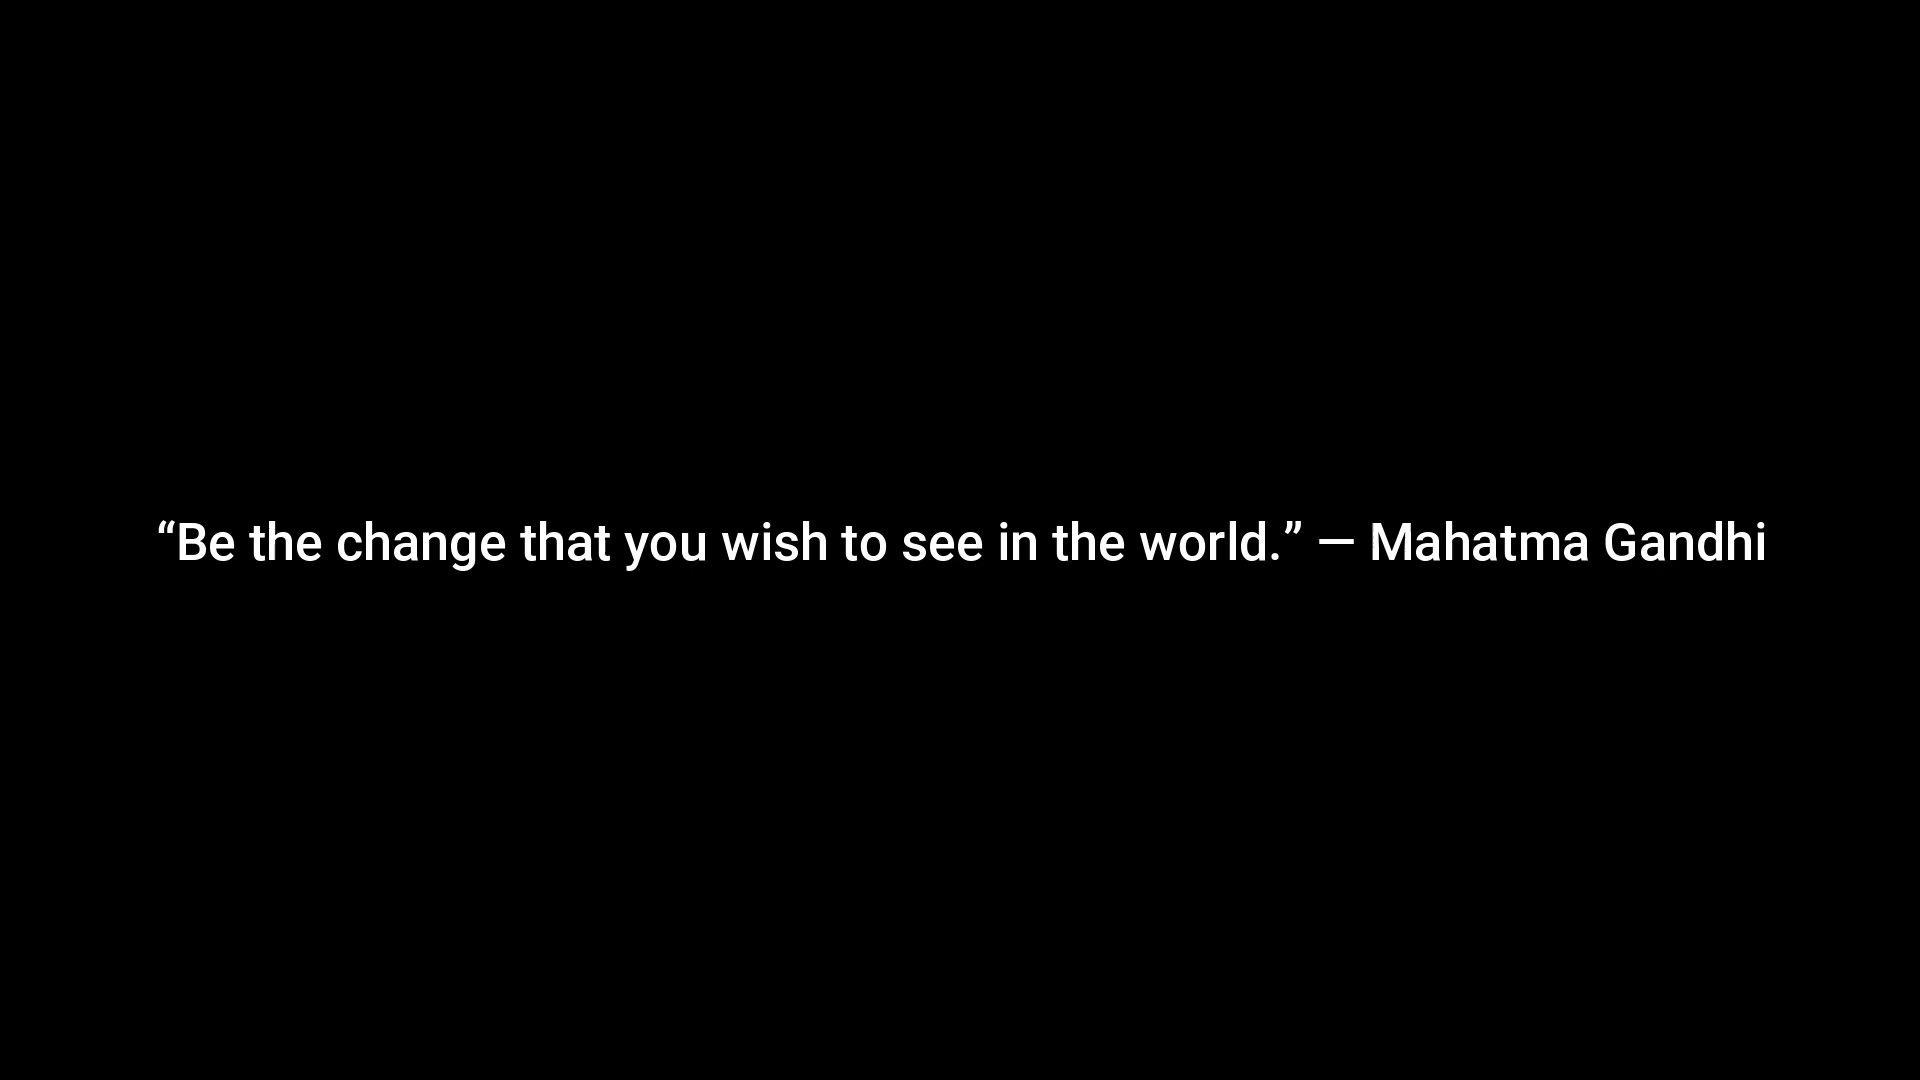 “Be the change that you wish to see in the world.” — Mahatma Gandhi